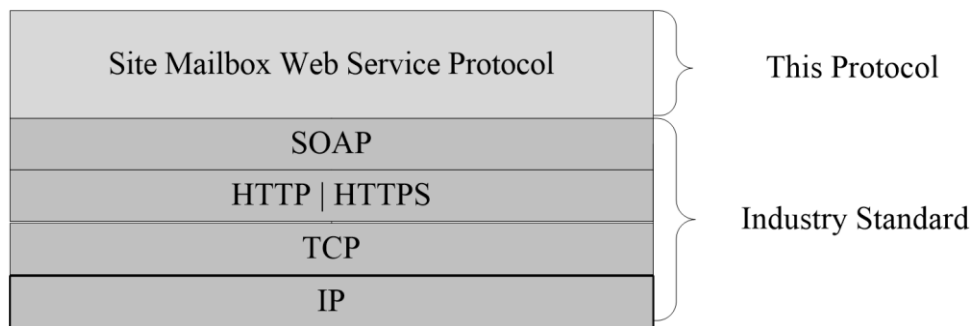 Site Mailbox Web Service Protocol
This Protocol
SOAP
HTTP | HTTPS
Industry Standard
TCP
IP